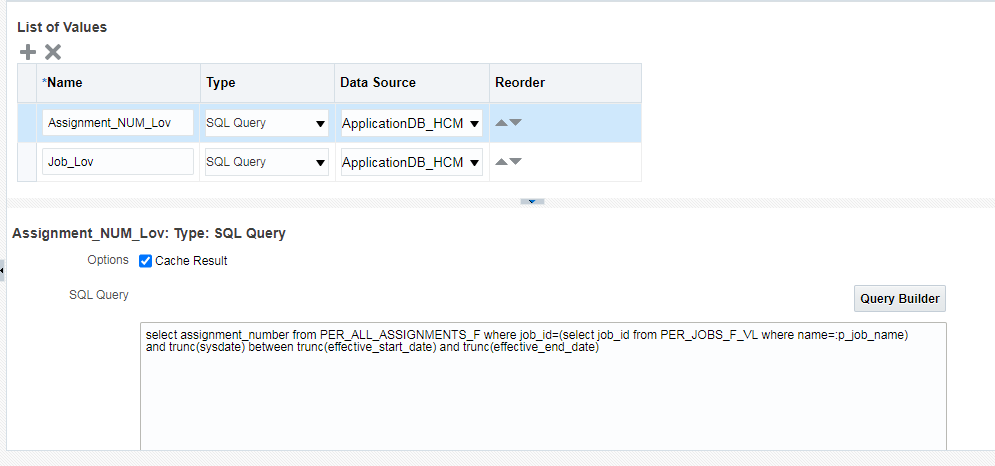 List of Values
*Name Type Data Source Reorder
Assignment_NUM_Lov SQL Query ApplicationDB_HCM
Job_Lov SQL Query ApplicationDB_HCM
Assignment_NUM_Lov: Type: SQL Query
Options Cache Result
SQL Query
Query Builder
select assignment_number from PER_ALL_ASSIGNMENTS_F where job_id=(select job_id from PER_JOBS_F_VL where name=:p_job_name)
and trunc(sysdate) between trunc(effective_start_date) and trunc(effective_end_date)